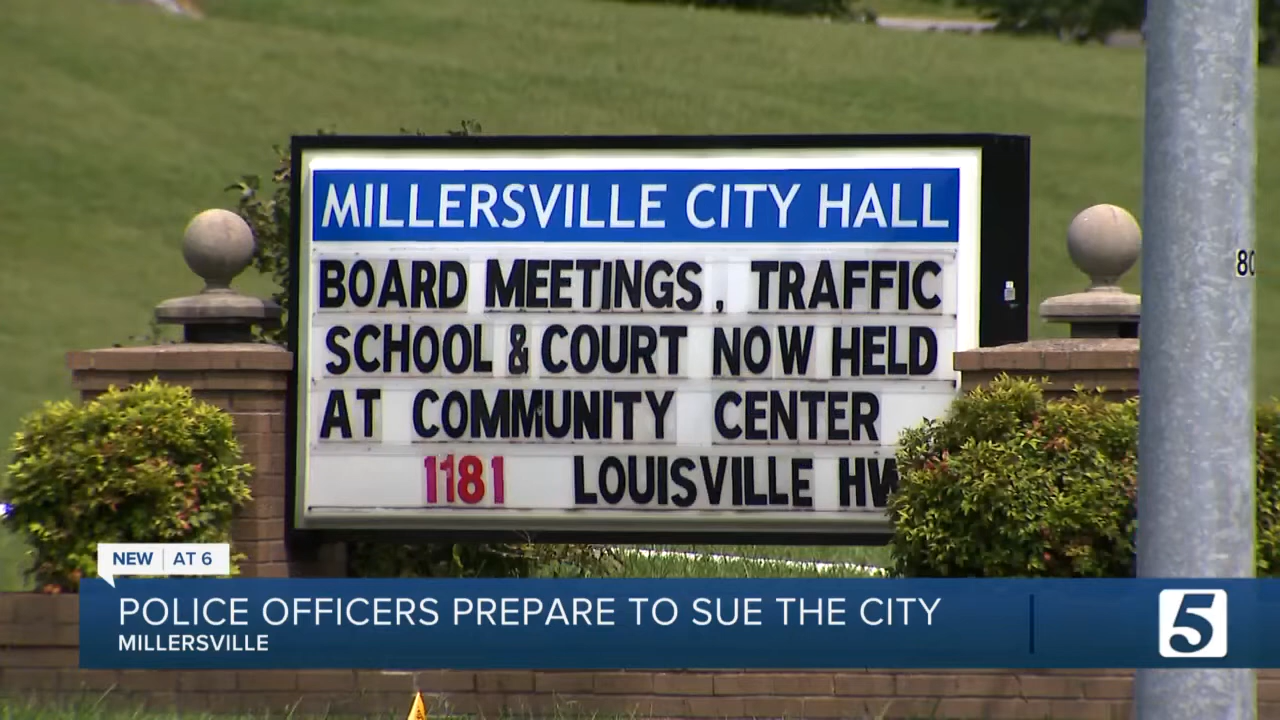 MILLERSVILLE CITY HALL
BOARD MEETINGS, TRAFFIC
SCHOOL & COURT NOW HELD
AT COMMUNITY CENTER
1181 LOUISVILLE HW
80
NEW AT 6
POLICE OFFICERS PREPARE TO SUE THE CITY
MILLERSVILLE
5